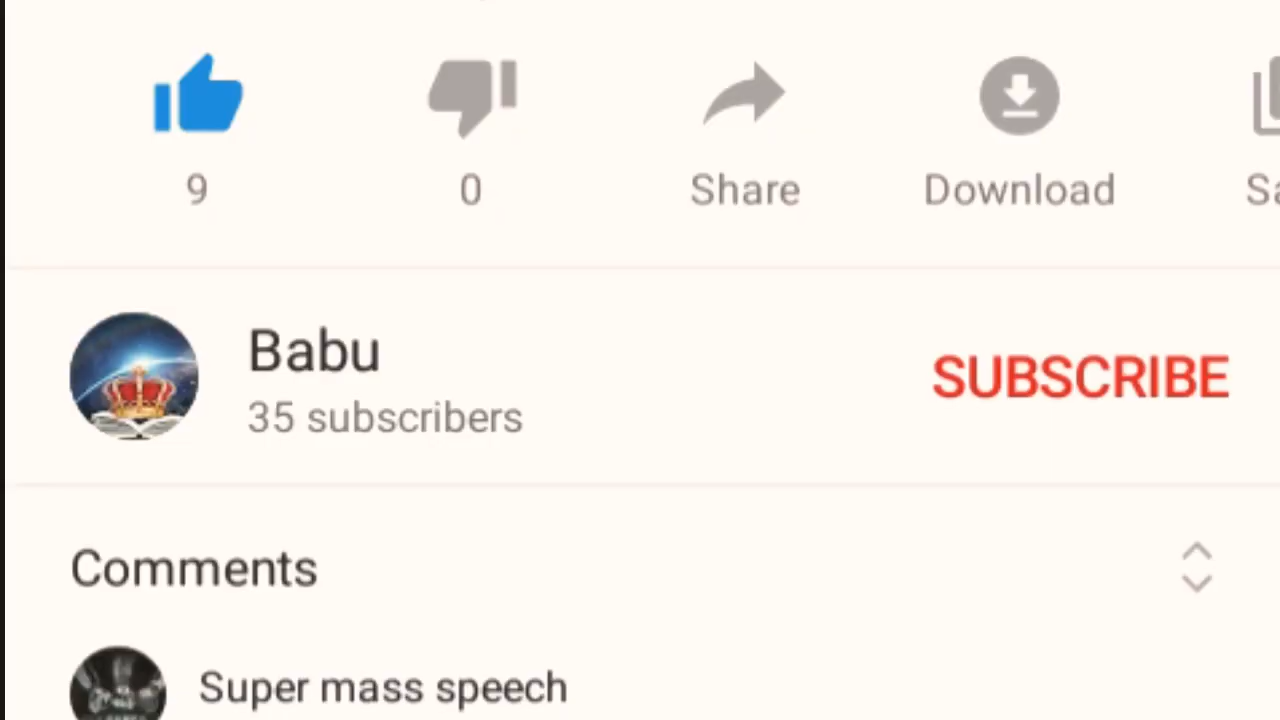 9 0 Share Download
Babu
35 subscribers
SUBSCRIBE
Comments
Super mass speech